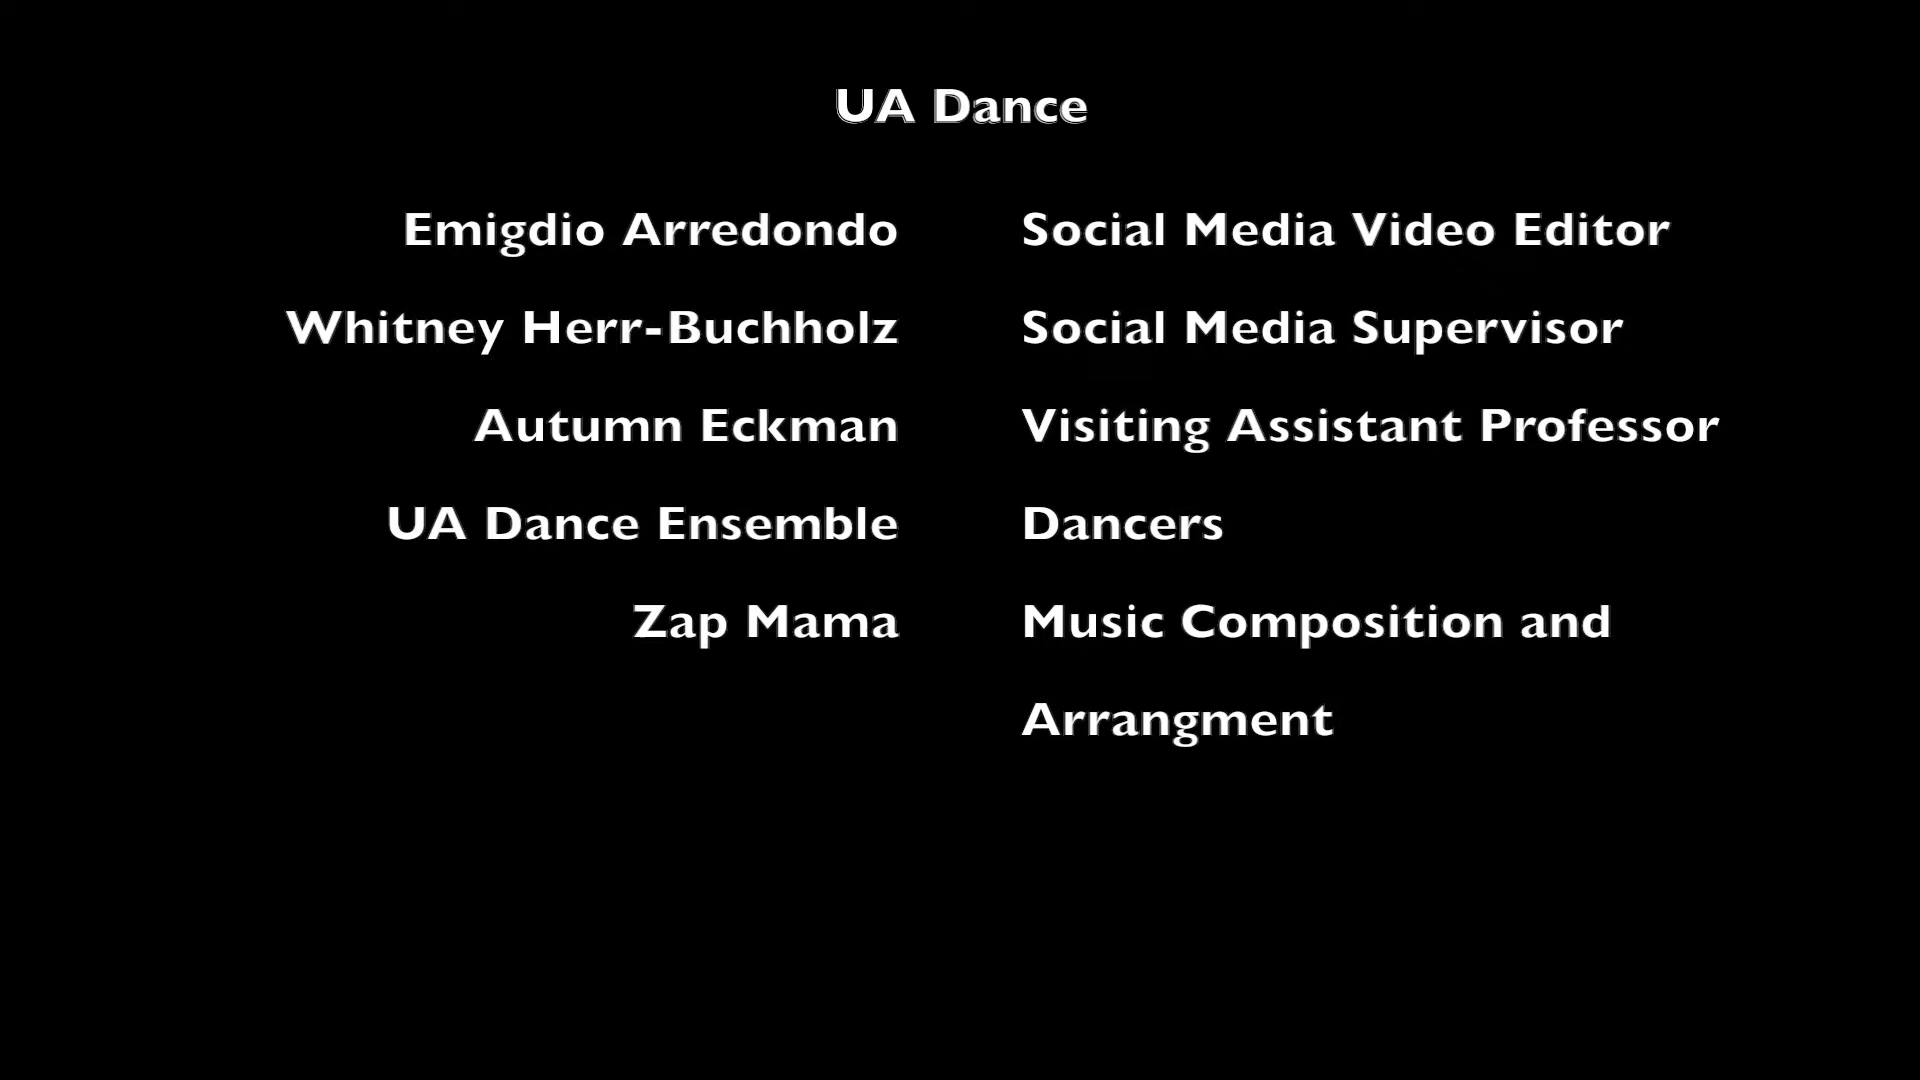 UA Dance
Emigdio Arredondo Social Media Video Editor
Whitney Herr-Buchholz Social Media Supervisor
Autumn Eckman Visiting Assistant Professor
UA Dance Ensemble Dancers
Zap Mama Music Composition and
Arrangment